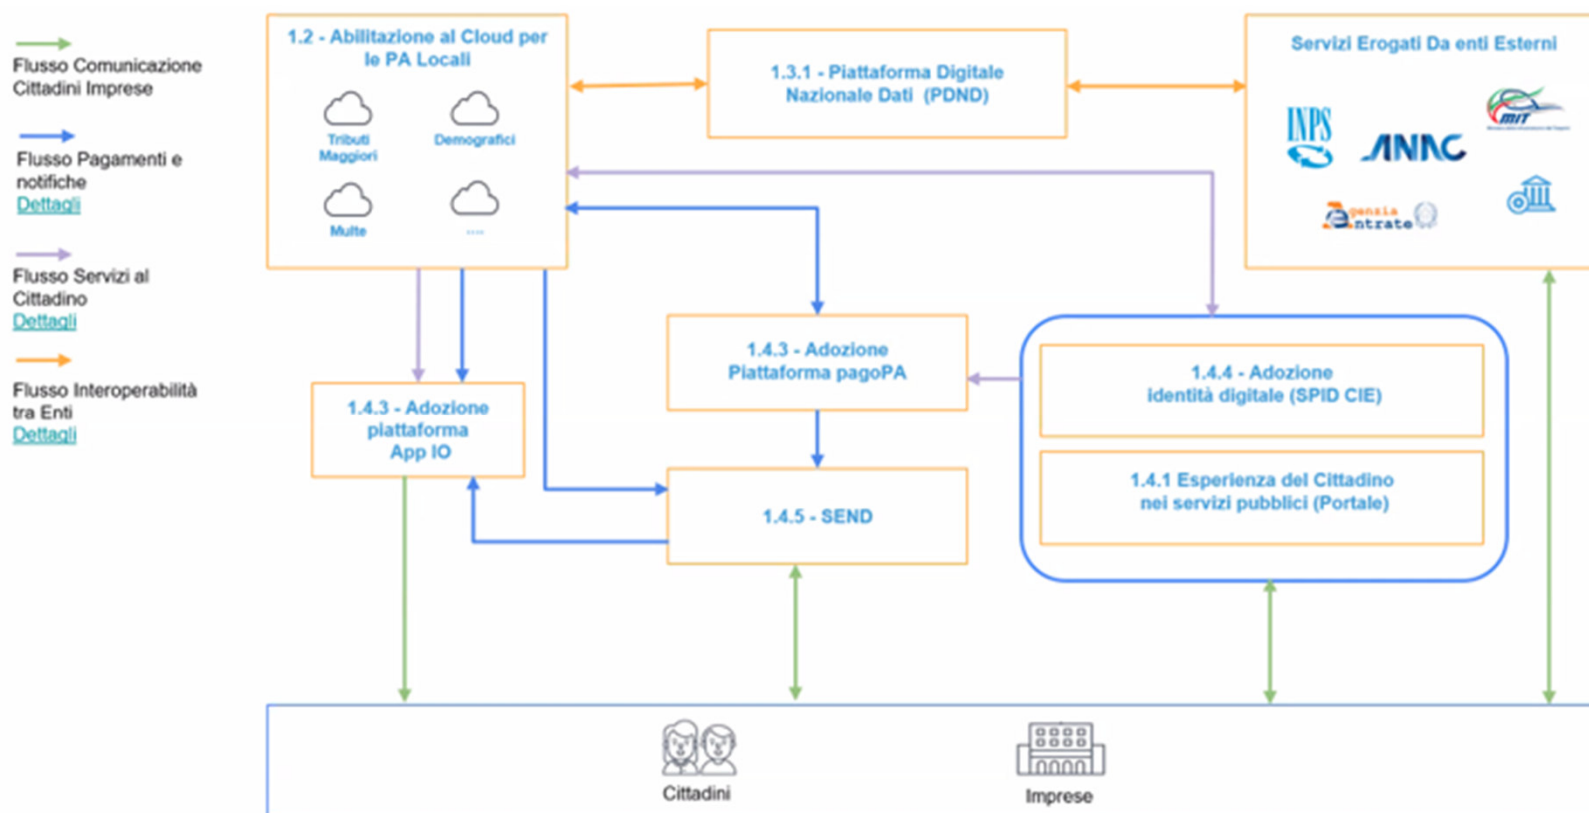 Flusso Comunicazione
Cittadini Imprese
Flusso Pagamenti e
notifiche
Dettagli
Flusso Servizi al
Cittadino
Dettagli
Flusso Interoperabilità
tra Enti
Dettagli
1.2 - Abilitazione al Cloud per
le PA Locali
Tributi
Maggiori
Demografici
Multe
....
1.3.1 - Piattaforma Digitale
Nazionale Dati (PDND)
Servizi Erogati Da enti Esterni
INPS
ANAC
MIT
Agenzia
Entrate
1.4.3 - Adozione
Piattaforma pagoPA
1.4.4 - Adozione
identità digitale (SPID CIE)
1.4.3 - Adozione
piattaforma
App IO
1.4.1 Esperienza del Cittadino
nei servizi pubblici (Portale)
1.4.5 - SEND
Cittadini
Imprese